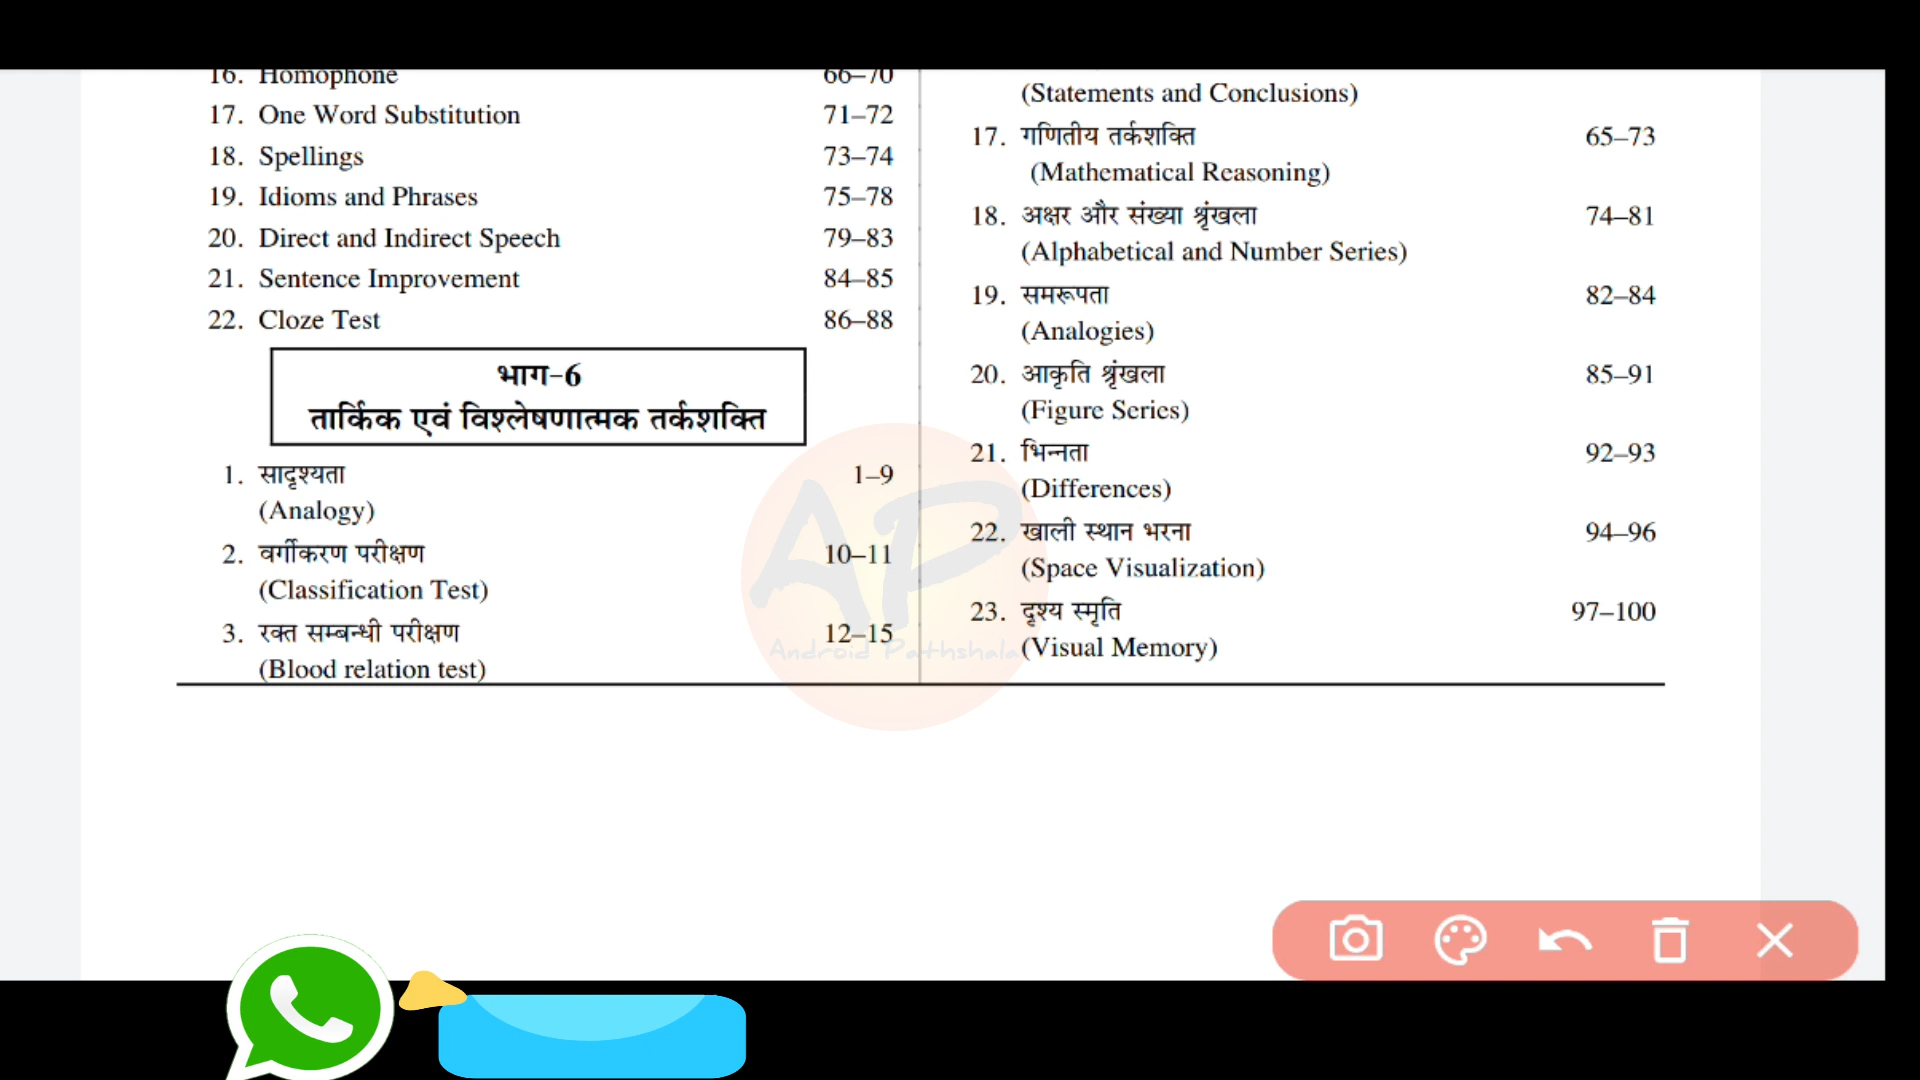 16. Homophone 66–70
17. One Word Substitution 71–72
18. Spellings 73–74
19. Idioms and Phrases 75–78
20. Direct and Indirect Speech 79–83
21. Sentence Improvement 84–85
22. Cloze Test 86–88
भाग-6
तार्किक एवं विश्लेषणात्मक तर्कशक्ति
1. सादृश्यता 1–9
(Analogy)
2. वर्गीकरण परीक्षण 10–11
(Classification Test)
3. रक्त सम्बन्धी परीक्षण 12–15
(Blood relation test)
(Statements and Conclusions)
17. गणितीय तर्कशक्ति 65–73
(Mathematical Reasoning)
18. अक्षर और संख्या श्रृंखला 74–81
(Alphabetical and Number Series)
19. समरूपता 82–84
(Analogies)
20. आकृति श्रृंखला 85–91
(Figure Series)
21. भिन्नता 92–93
(Differences)
22. खाली स्थान भरना 94–96
(Space Visualization)
23. दृश्य स्मृति 97–100
(Visual Memory)
AP
Android Pathshala